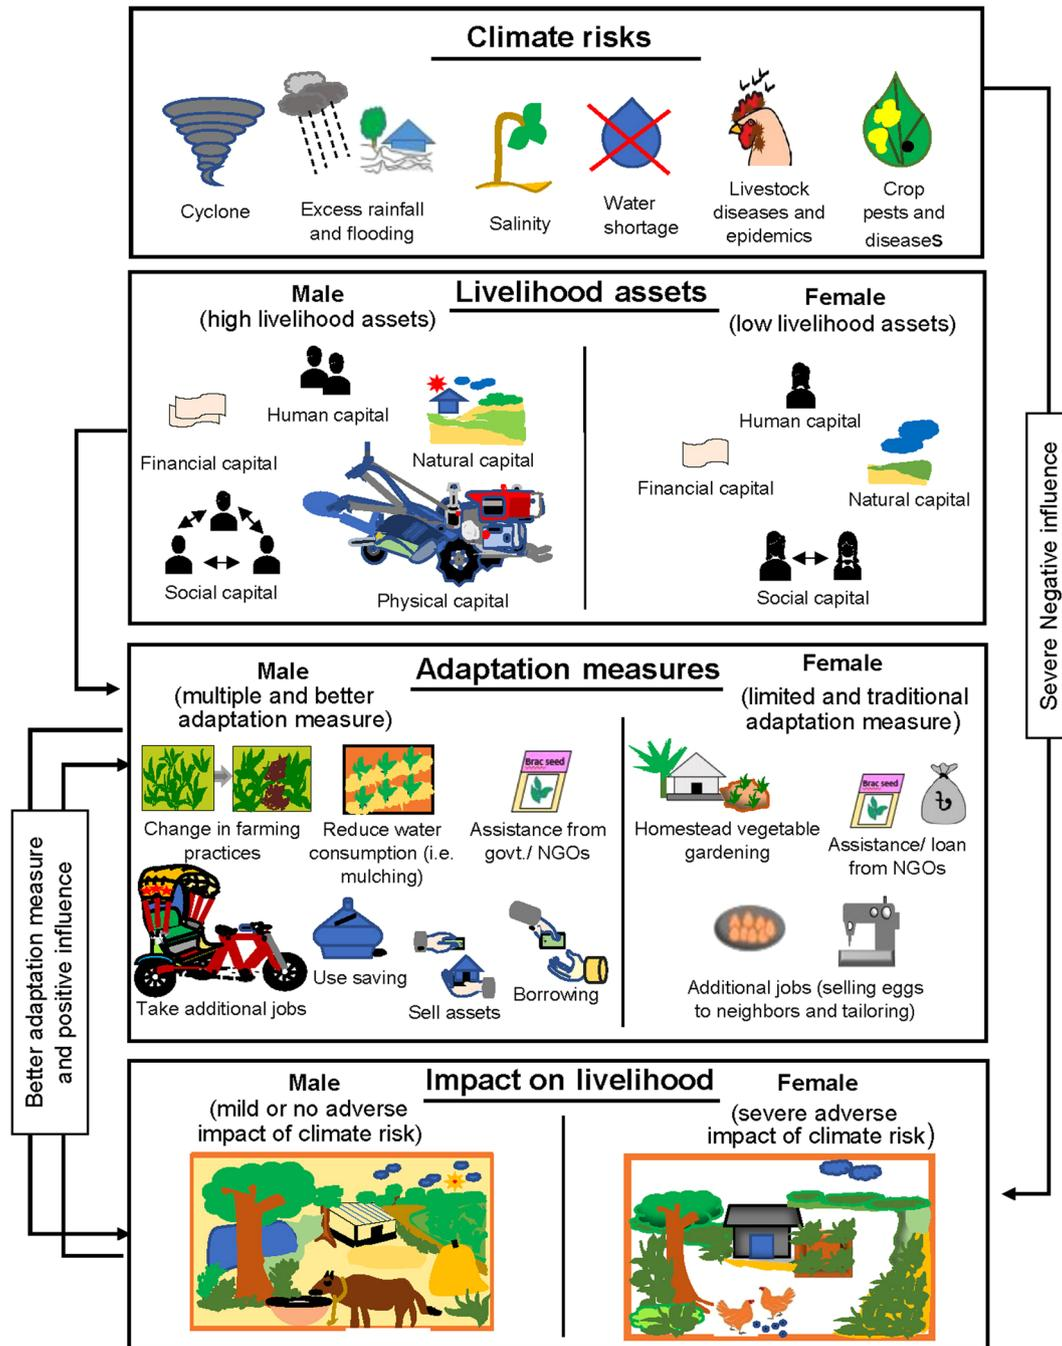 Climate risks
Cyclone
Excess rainfall
and flooding
Salinity
Water
shortage
Livestock
diseases and
epidemics
Crop
pests and
diseases
Livelihood assets
Male
(high livelihood assets)
Human capital
Financial capital
Natural capital
Social capital
Physical capital
Female
(low livelihood assets)
Human capital
Financial capital
Natural capital
Social capital
Adaptation measures
Male
(multiple and better
adaptation measure)
Change in farming
practices
Reduce water
consumption (i.e.
mulching)
Brac seed
Assistance from
govt./ NGOs
Take additional jobs
Use saving
Sell assets
Borrowing
Female
(limited and traditional
adaptation measure)
Homestead vegetable
gardening
Brac seed
৳
Assistance/ loan
from NGOs
Additional jobs (selling eggs
to neighbors and tailoring)
Impact on livelihood
Male
(mild or no adverse
impact of climate risk)
Female
(severe adverse
impact of climate risk)
Better adaptation measure
and positive influence
Severe Negative influence